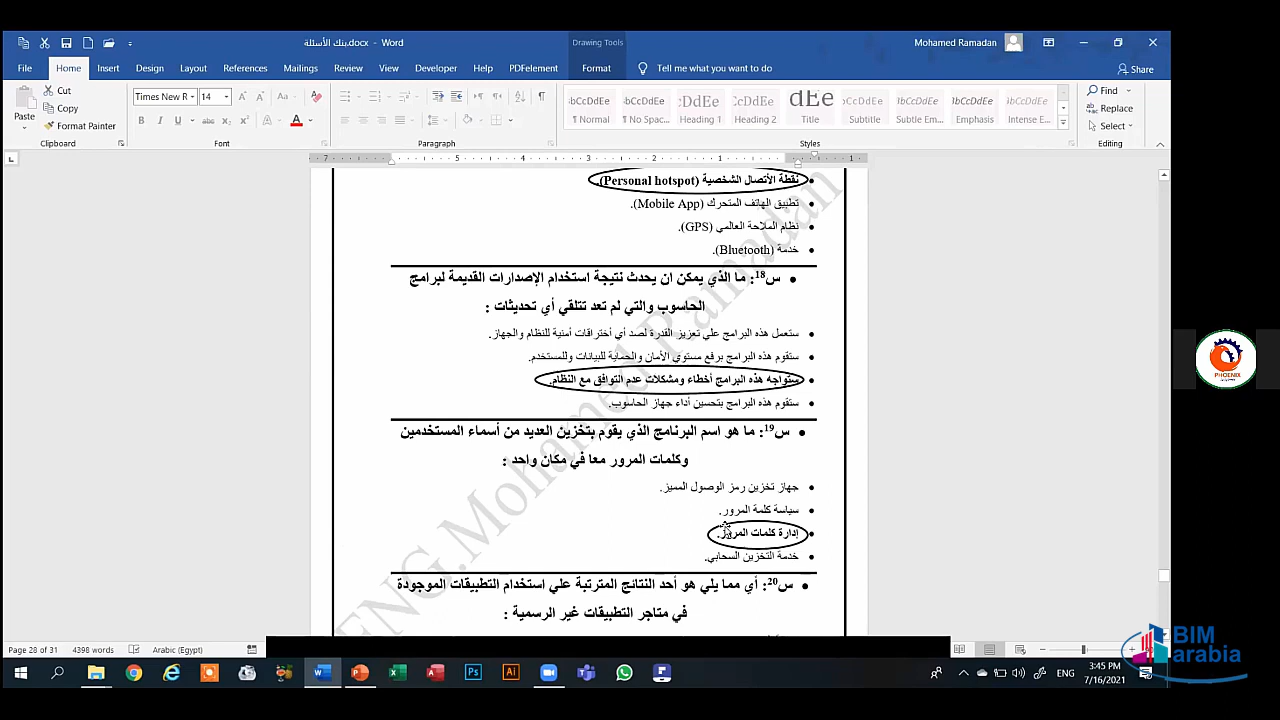 بنك الأسئلة.docx - Word
Drawing Tools
Mohamed Ramadan
File Home Insert Design Layout References Mailings Review View Developer Help PDFelement Format Tell me what you want to do Share
Paste
Cut
Copy
Format Painter
Clipboard
Times New R 14
Font
Paragraph
¶ Normal
¶ No Spac...
Heading 1
Heading 2
Title
Subtitle
Subtle Em...
Emphasis
Intense E...
Styles
Find
Replace
Select
Editing
نقطة الأتصال الشخصية (Personal hotspot).
تطبيق الهاتف المتحرك (Mobile App).
نظام الملاحة العالمي (GPS).
خدمة (Bluetooth).
س18: ما الذي يمكن ان يحدث نتيجة استخدام الإصدارات القديمة لبرامج
الحاسوب والتي لم تعد تتلقي أي تحديثات :
ستعمل هذه البرامج علي تعزيز القدرة لصد أي أختراقات أمنية للنظام والجهاز.
ستقوم هذه البرامج برفع مستوي الأمان والحماية للبيانات وللمستخدم.
ستواجه هذه البرامج أخطاء ومشكلات عدم التوافق مع النظام.
ستقوم هذه البرامج بتحسين أداء جهاز الحاسوب.
س19: ما هو اسم البرنامج الذي يقوم بتخزين العديد من أسماء المستخدمين
وكلمات المرور معا في مكان واحد :
جهاز تخزين رمز الوصول المميز.
سياسة كلمة المرور.
إدارة كلمات المرور.
خدمة التخزين السحابي.
س20: أي مما يلي هو أحد النتائج المترتبة علي استخدام التطبيقات الموجودة
في متاجر التطبيقات غير الرسمية :
ENG.Mohamed Ramadan
PHOENIX
Page 28 of 31 4398 words Arabic (Egypt)
BIM
arabia
ENG
3:45 PM
7/16/2021